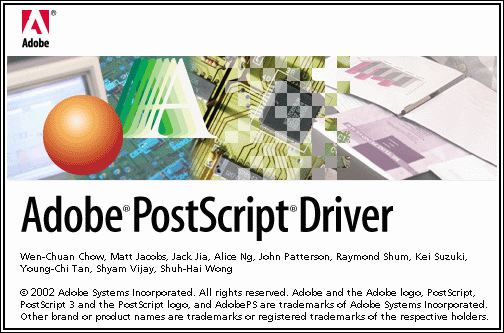 Adobe®
Adobe® PostScript® Driver
Wen-Chuan Chow, Matt Jacobs, Jack Jia, Alice Ng, John Patterson, Raymond Shum, Kei Suzuki,
Young-Chi Tan, Shyam Vijay, Shuh-Hai Wong
© 2002 Adobe Systems Incorporated. All rights reserved. Adobe and the Adobe logo, PostScript,
PostScript 3 and the PostScript logo, and AdobePS are trademarks of Adobe Systems Incorporated.
Other brand or product names are trademarks or registered trademarks of the respective holders.